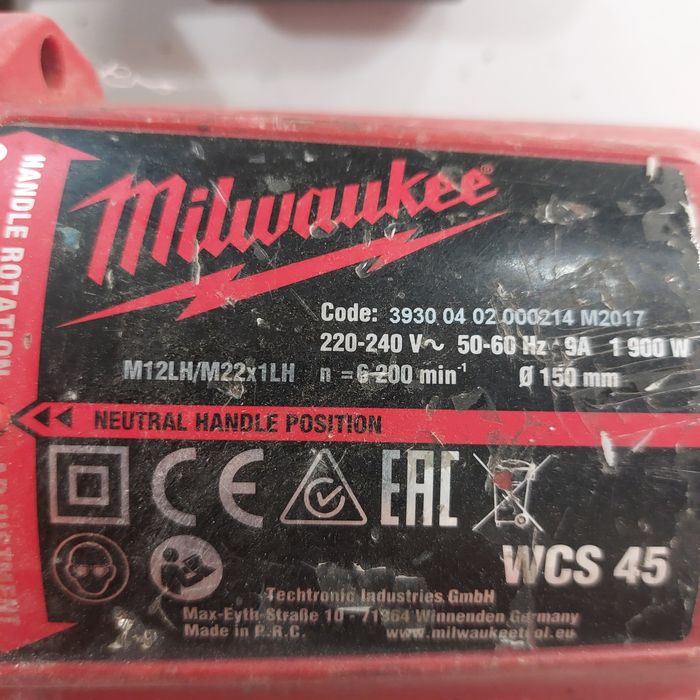 Milwaukee®
HANDLE ROTATION
Code: 3930 04 02 000214 M2017
220-240 V~ 50-60 Hz 9A 1 900 W
M12LH/M22x1LH n = 6 200 min⁻¹ Ø 150 mm
NEUTRAL HANDLE POSITION
CE
EAC
WCS 45
Techtronic Industries GmbH
Max-Eyth-Straße 10 - 71364 Winnenden Germany
Made in P.R.C. www.milwaukeetool.eu